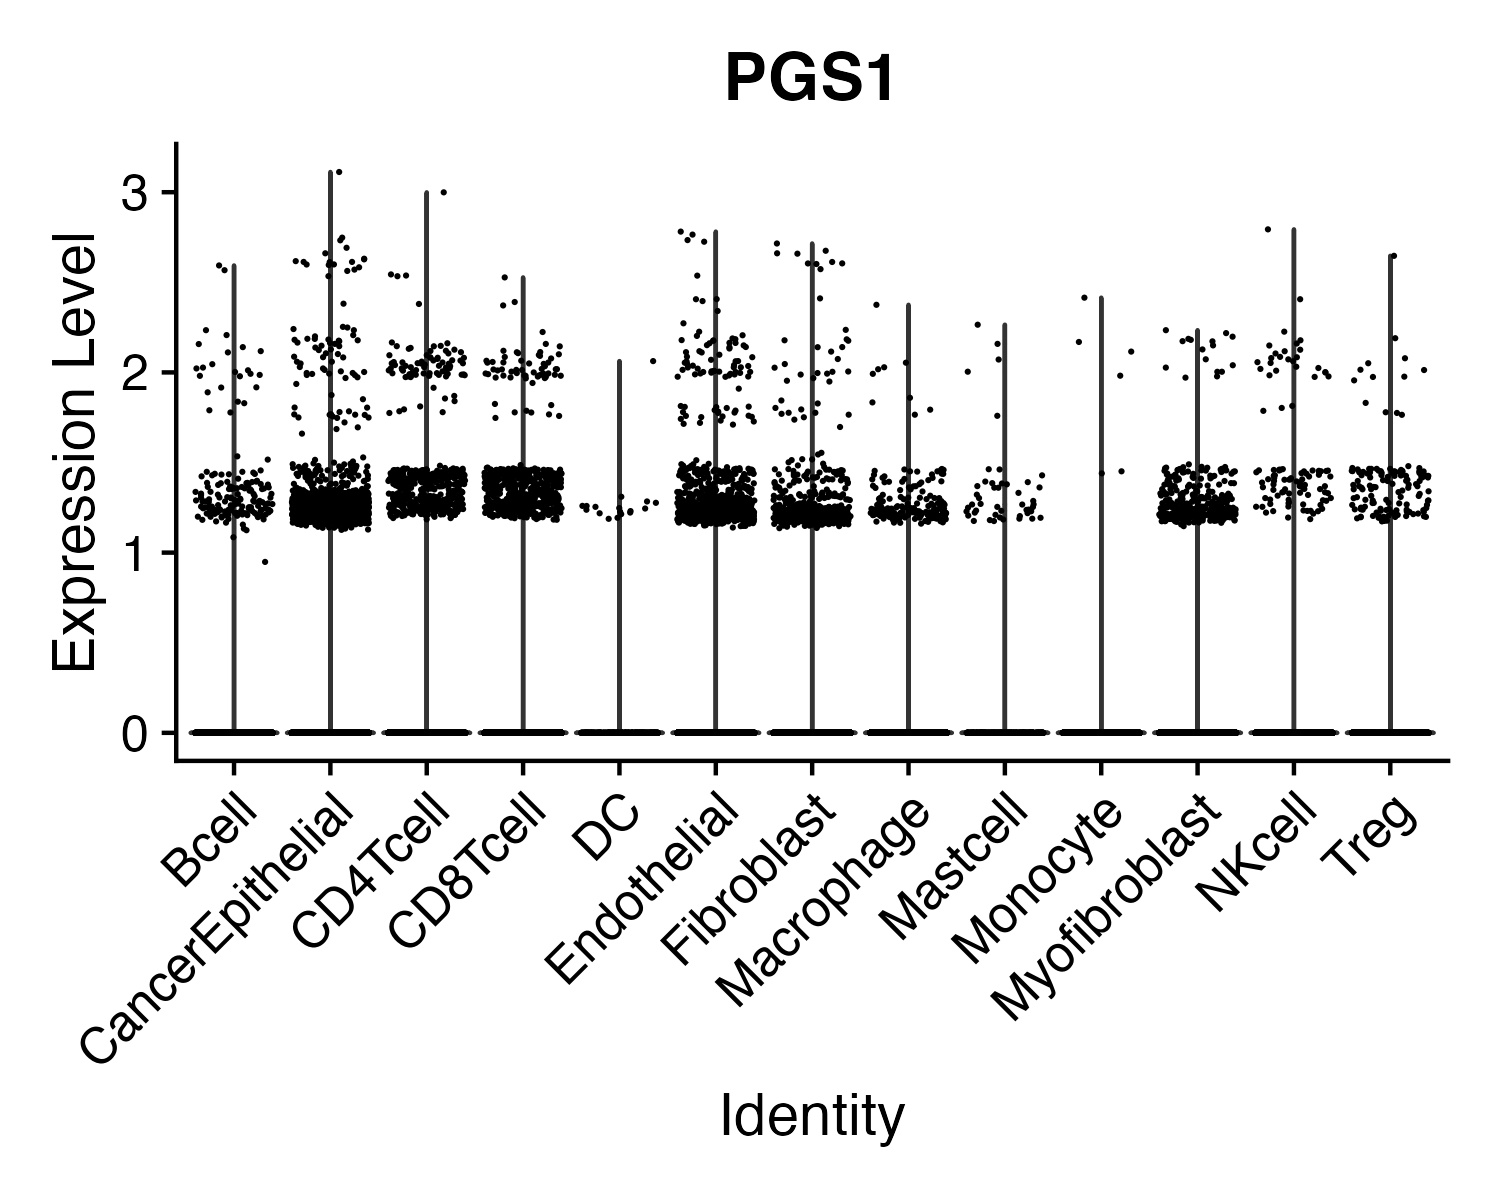 PGS1
Expression Level
3
2
1
0
Bcell
CancerEpithelial
CD4Tcell
CD8Tcell
DC
Endothelial
Fibroblast
Macrophage
Mastcell
Monocyte
Myofibroblast
NKcell
Treg
Identity